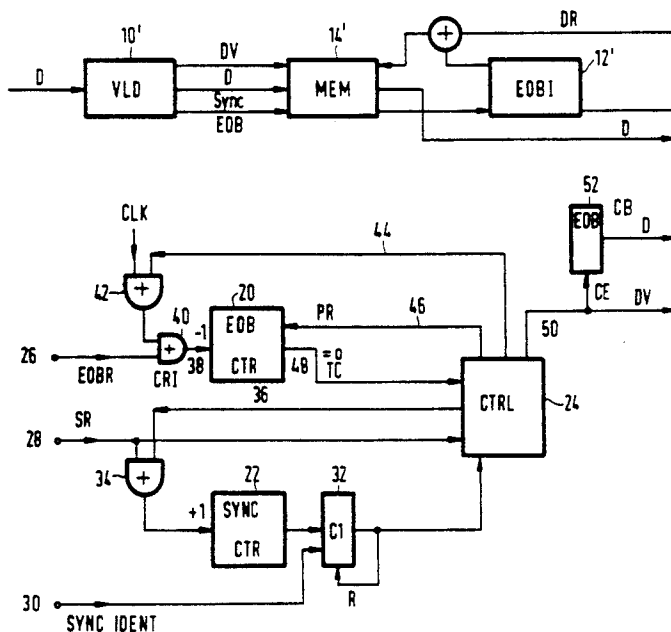 10' DV 14' DR
12'
D VLD D MEM + EOBI
Sync
EOB D
52
CLK 44 EOB CB D
42 + 20 CE
40 PR 46 DV
-1 EOB 50
26 + = 0
EOBR CRI 38 CTR 48 TC
36 CTRL 24
28 SR
34 + 22 32
+1 SYNC C1
CTR
R
30 SYNC IDENT